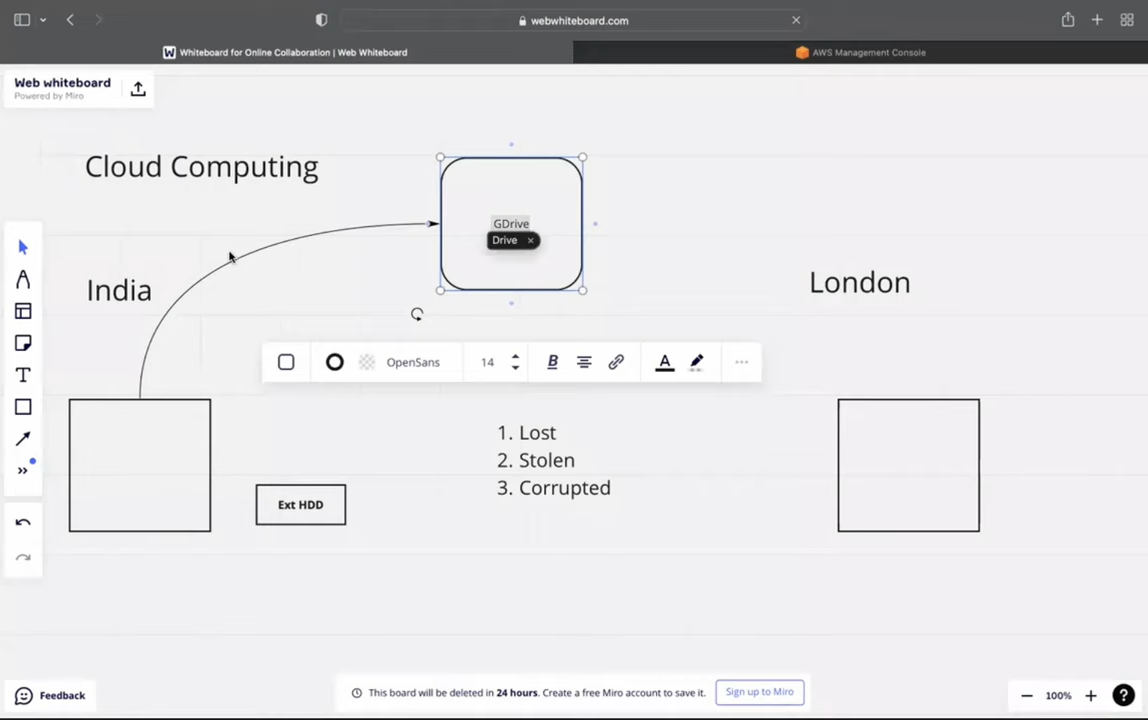 webwhiteboard.com
Whiteboard for Online Collaboration | Web Whiteboard
AWS Management Console
Web whiteboard
Powered by Miro
Cloud Computing
GDrive
Drive ×
India
London
OpenSans
14
B
A
T
1. Lost
2. Stolen
3. Corrupted
Ext HDD
Feedback
This board will be deleted in 24 hours. Create a free Miro account to save it.
Sign up to Miro
100%